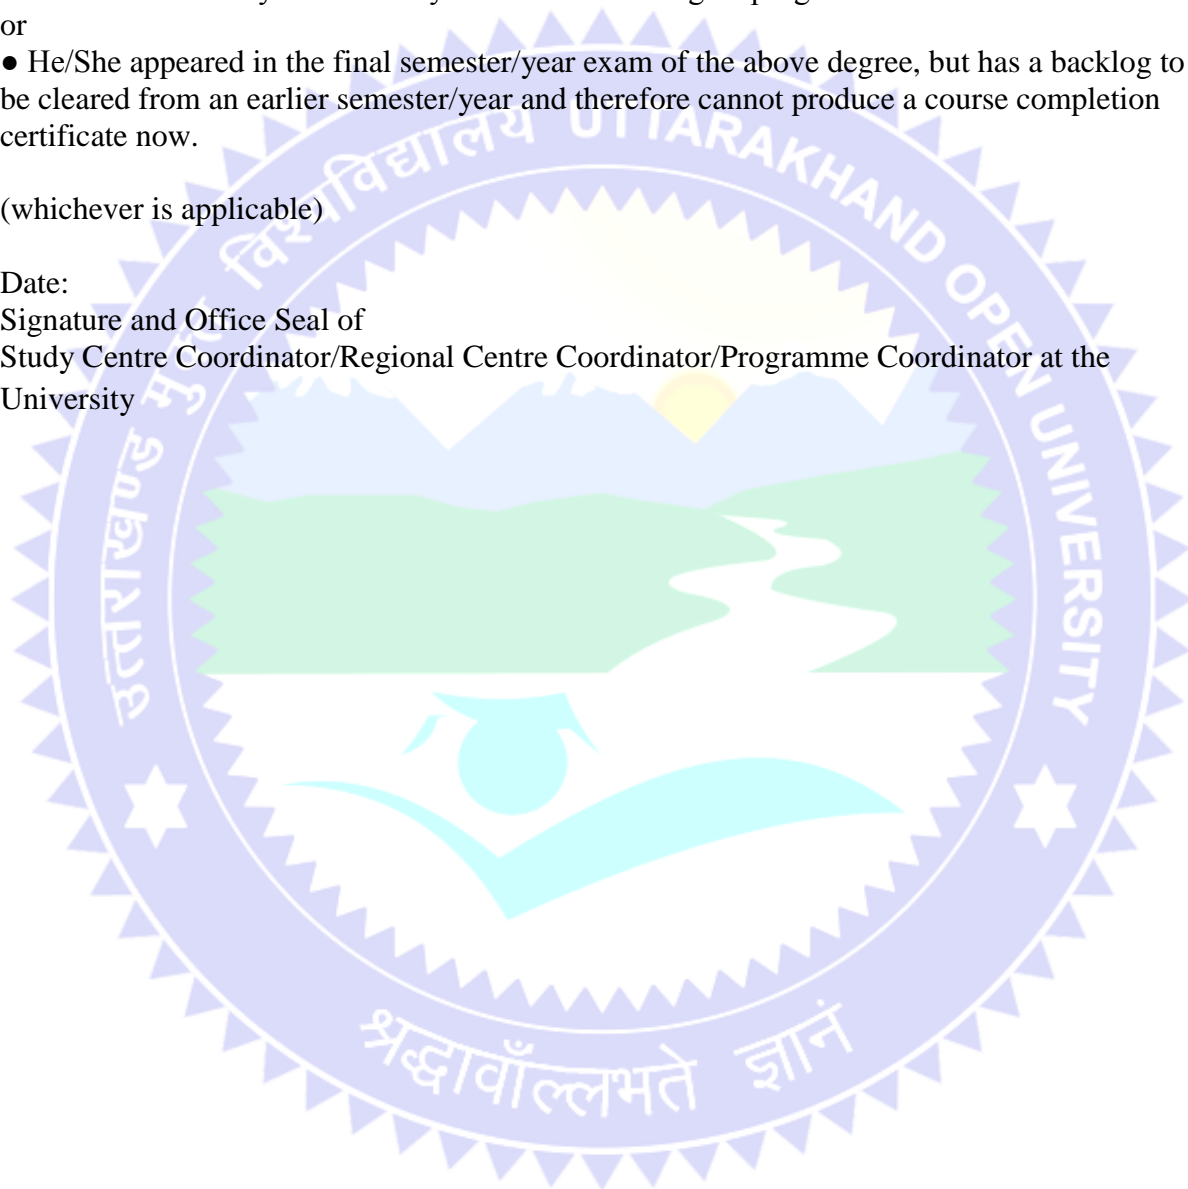 or
● He/She appeared in the final semester/year exam of the above degree, but has a backlog to
be cleared from an earlier semester/year and therefore cannot produce a course completion
certificate now.
(whichever is applicable)
Date:
Signature and Office Seal of
Study Centre Coordinator/Regional Centre Coordinator/Programme Coordinator at the
University
उत्तराखण्ड मुक्त विश्वविद्यालय UTTARAKHAND OPEN UNIVERSITY
श्रद्धावाँल्लभते ज्ञानं